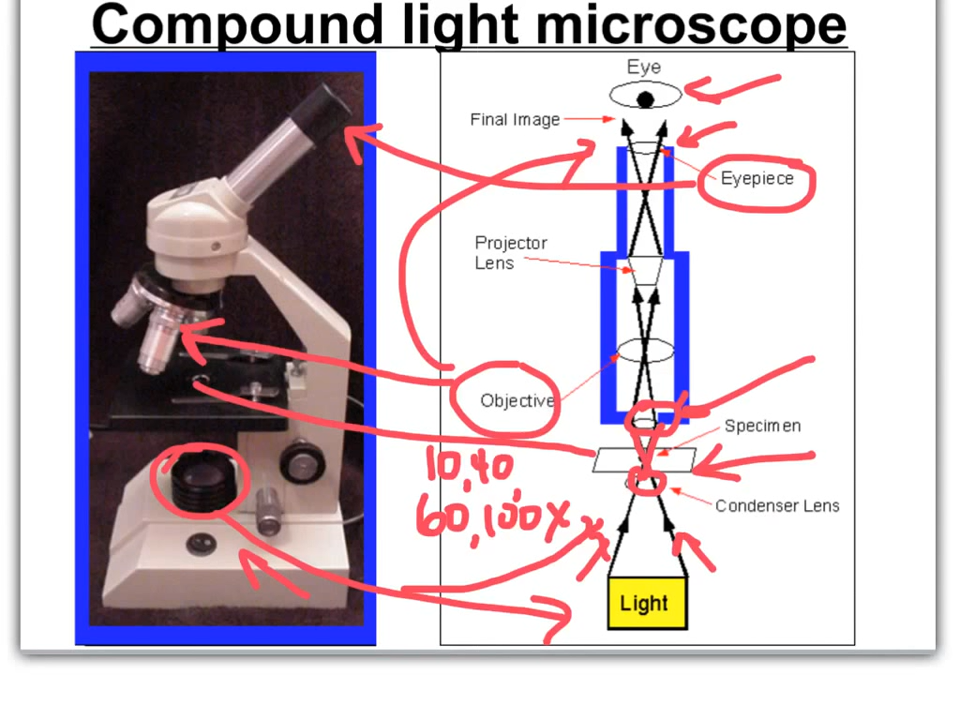 Compound light microscope
Eye
Final Image
Eyepiece
Projector
Lens
Objective
Specimen
10,40,
60,100x
Condenser Lens
Light